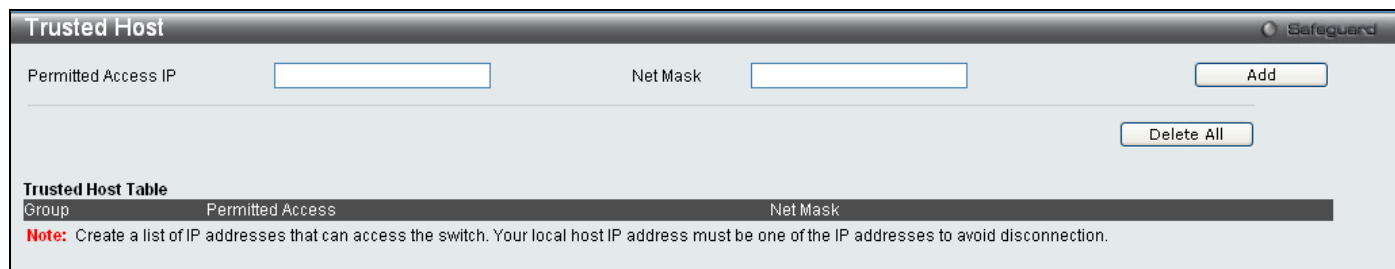 Trusted Host
Safeguard
Permitted Access IP Net Mask Add
Delete All
Trusted Host Table
Group Permitted Access Net Mask
Note: Create a list of IP addresses that can access the switch. Your local host IP address must be one of the IP addresses to avoid disconnection.